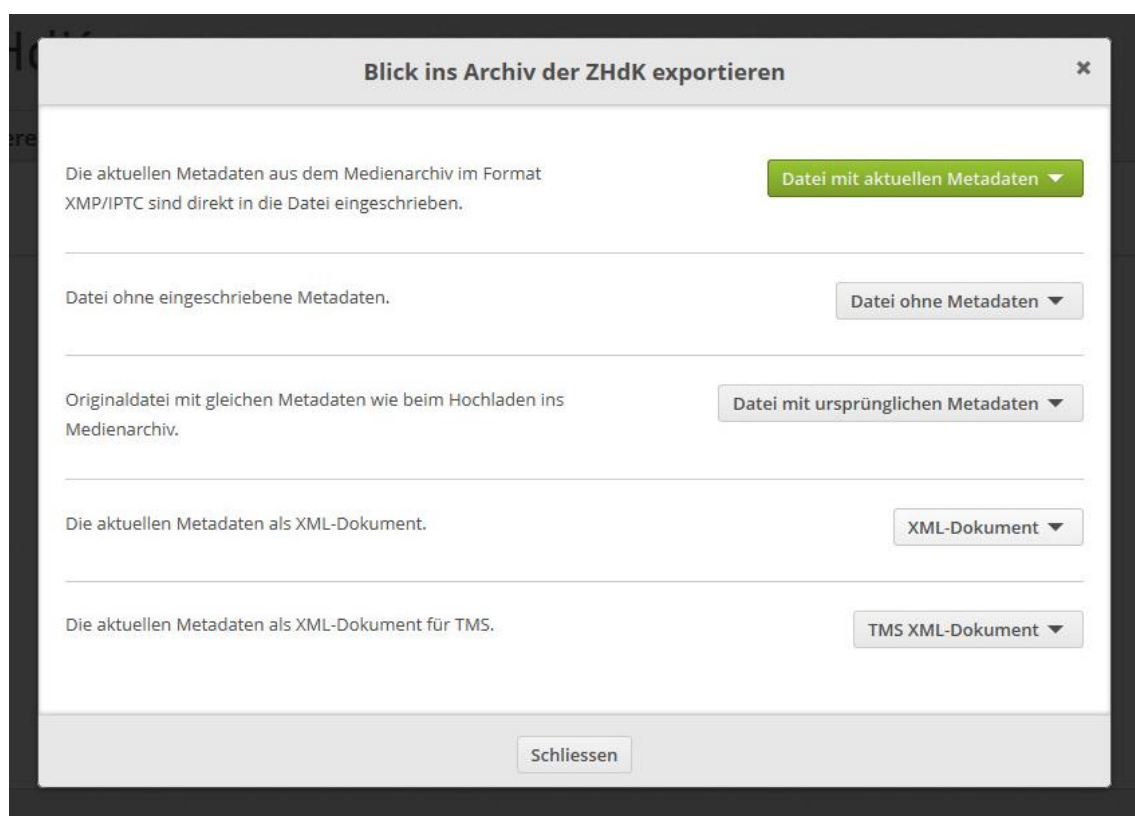 Blick ins Archiv der ZHdK exportieren
Die aktuellen Metadaten aus dem Medienarchiv im Format
XMP/IPTC sind direkt in die Datei eingeschrieben.
Datei mit aktuellen Metadaten
Datei ohne eingeschriebene Metadaten.
Datei ohne Metadaten
Originaldatei mit gleichen Metadaten wie beim Hochladen ins
Medienarchiv.
Datei mit ursprünglichen Metadaten
Die aktuellen Metadaten als XML-Dokument.
XML-Dokument
Die aktuellen Metadaten als XML-Dokument für TMS.
TMS XML-Dokument
Schliessen